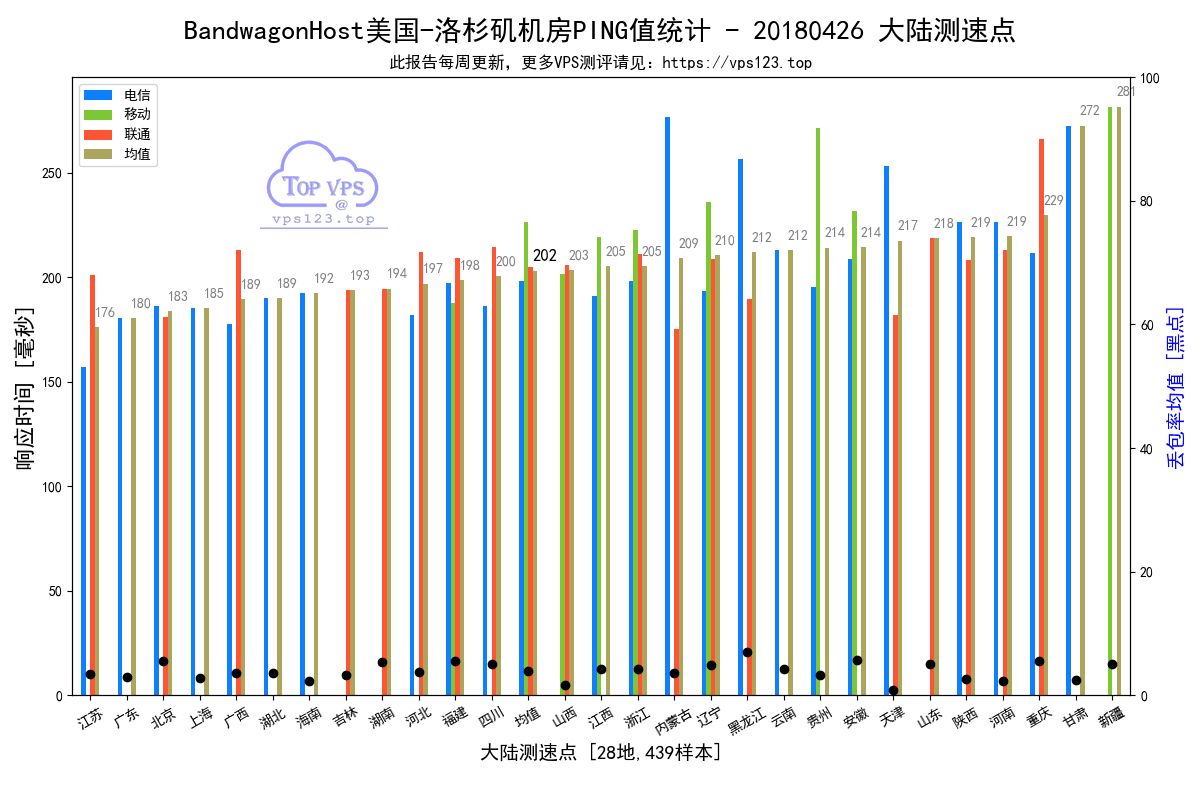 BandwagonHost美国-洛杉矶机房PING值统计 - 20180426 大陆测速点
此报告每周更新，更多VPS测评请见：https://vps123.top
电信
移动
联通
均值
TOP VPS
@
vps123.top
响应时间 [毫秒]
250
200
150
100
50
0
176
180
183
185
189
189
192
193
194
197
198
200
202
203
205
205
209
210
212
212
214
214
217
218
219
219
229
272
281
100
80
60
40
20
0
丢包率均值 [黑点]
江苏
广东
北京
上海
广西
湖北
海南
吉林
湖南
河北
福建
四川
均值
山西
江西
浙江
内蒙古
辽宁
黑龙江
云南
贵州
安徽
天津
山东
陕西
河南
重庆
甘肃
新疆
大陆测速点 [28地,439样本]